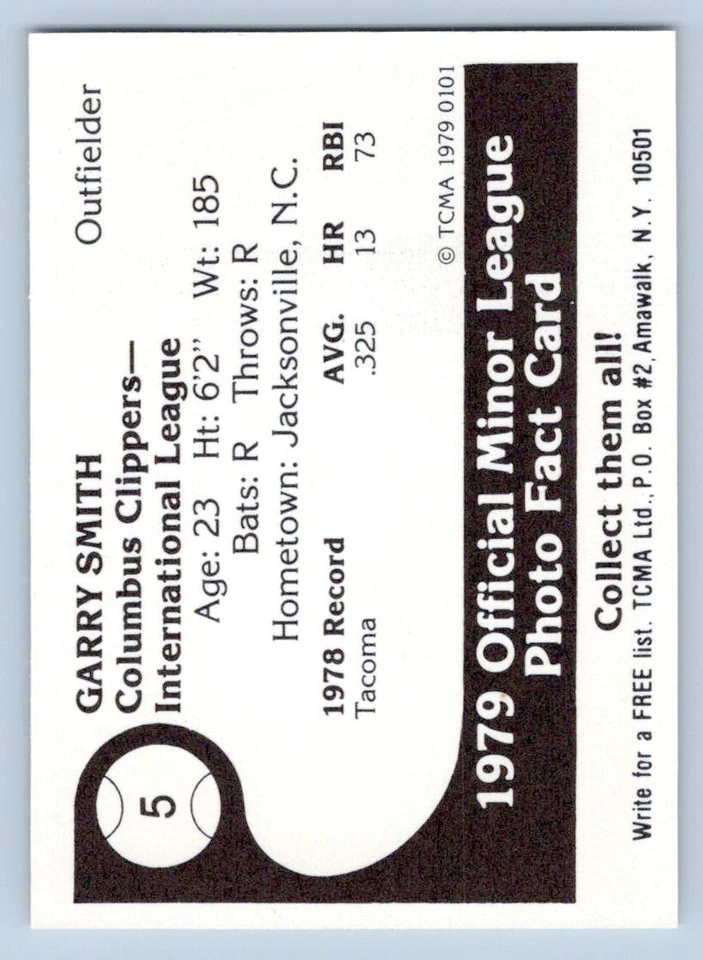 5
GARRY SMITH Outfielder
Columbus Clippers—
International League
Age: 23 Ht: 6'2" Wt: 185
Bats: R Throws: R
Hometown: Jacksonville, N.C.
1978 Record AVG. HR RBI
Tacoma .325 13 73
© TCMA 1979 0101
1979 Official Minor League
Photo Fact Card
Collect them all!
Write for a FREE list. TCMA Ltd., P.O. Box #2, Amawalk, N.Y. 10501